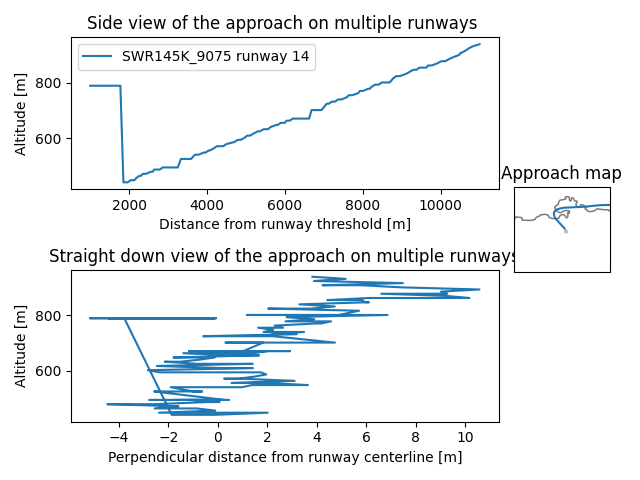 Side view of the approach on multiple runways
SWR145K_9075 runway 14
Altitude [m]
800
600
2000
4000
6000
8000
10000
Distance from runway threshold [m]
Approach map
Straight down view of the approach on multiple runways
Altitude [m]
800
600
−4
−2
0
2
4
6
8
10
Perpendicular distance from runway centerline [m]